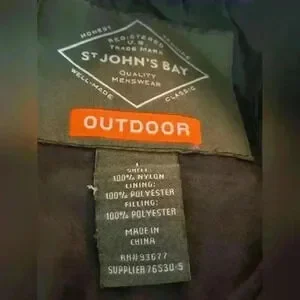 HONEST
GENUINE
REGISTERED
U.S.
TRADE MARK
ST JOHN'S BAY
QUALITY
MENSWEAR
WELL-MADE
CLASSIC
OUTDOOR
SHELL:
100% NYLON
LINING:
100% POLYESTER
FILLING:
100% POLYESTER
MADE IN
CHINA
RN#93677
SUPPLIER 76530-5